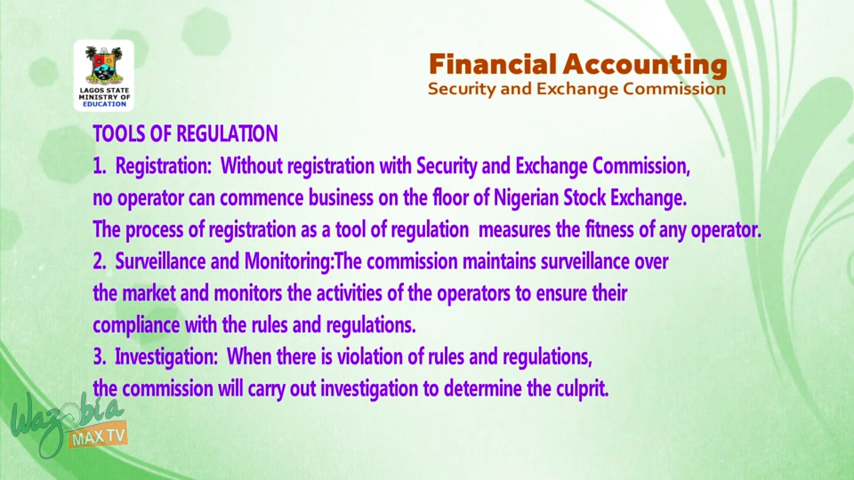 LAGOS STATE
MINISTRY OF
EDUCATION
Financial Accounting
Security and Exchange Commission
TOOLS OF REGULATION
1. Registration: Without registration with Security and Exchange Commission,
no operator can commence business on the floor of Nigerian Stock Exchange.
The process of registration as a tool of regulation measures the fitness of any operator.
2. Surveillance and Monitoring:The commission maintains surveillance over
the market and monitors the activities of the operators to ensure their
compliance with the rules and regulations.
3. Investigation: When there is violation of rules and regulations,
the commission will carry out investigation to determine the culprit.
Wazobia
MAX TV